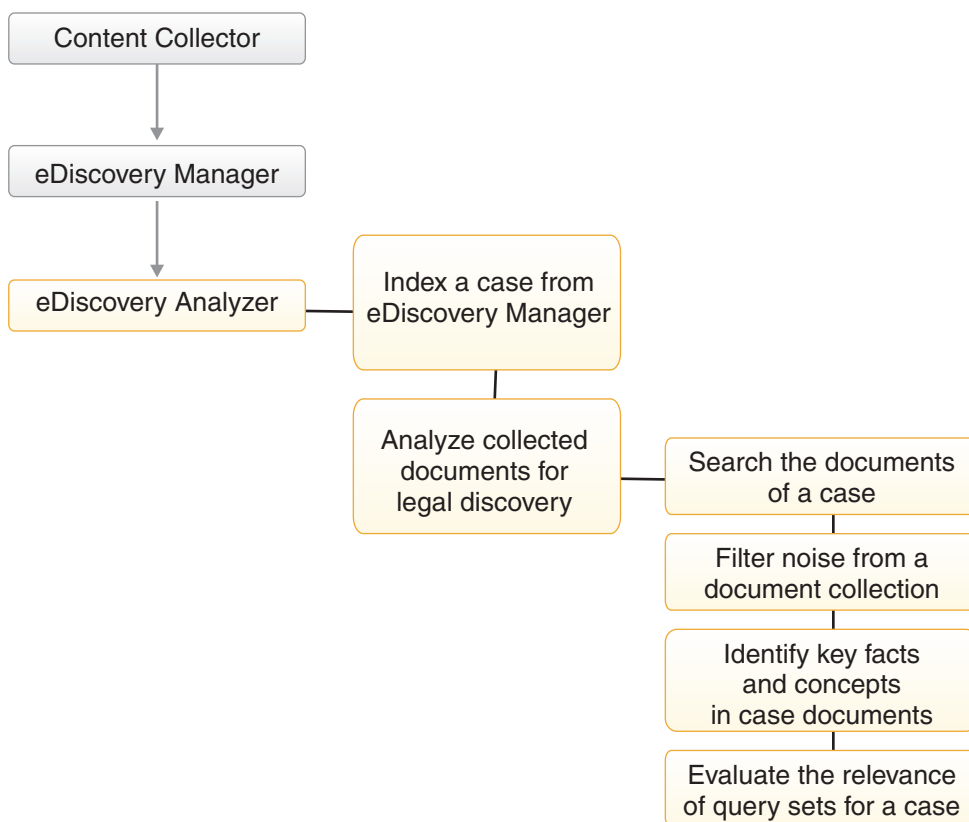 Content Collector
eDiscovery Manager
eDiscovery Analyzer
Index a case from
eDiscovery Manager
Analyze collected
documents for
legal discovery
Search the documents
of a case
Filter noise from a
document collection
Identify key facts
and concepts
in case documents
Evaluate the relevance
of query sets for a case